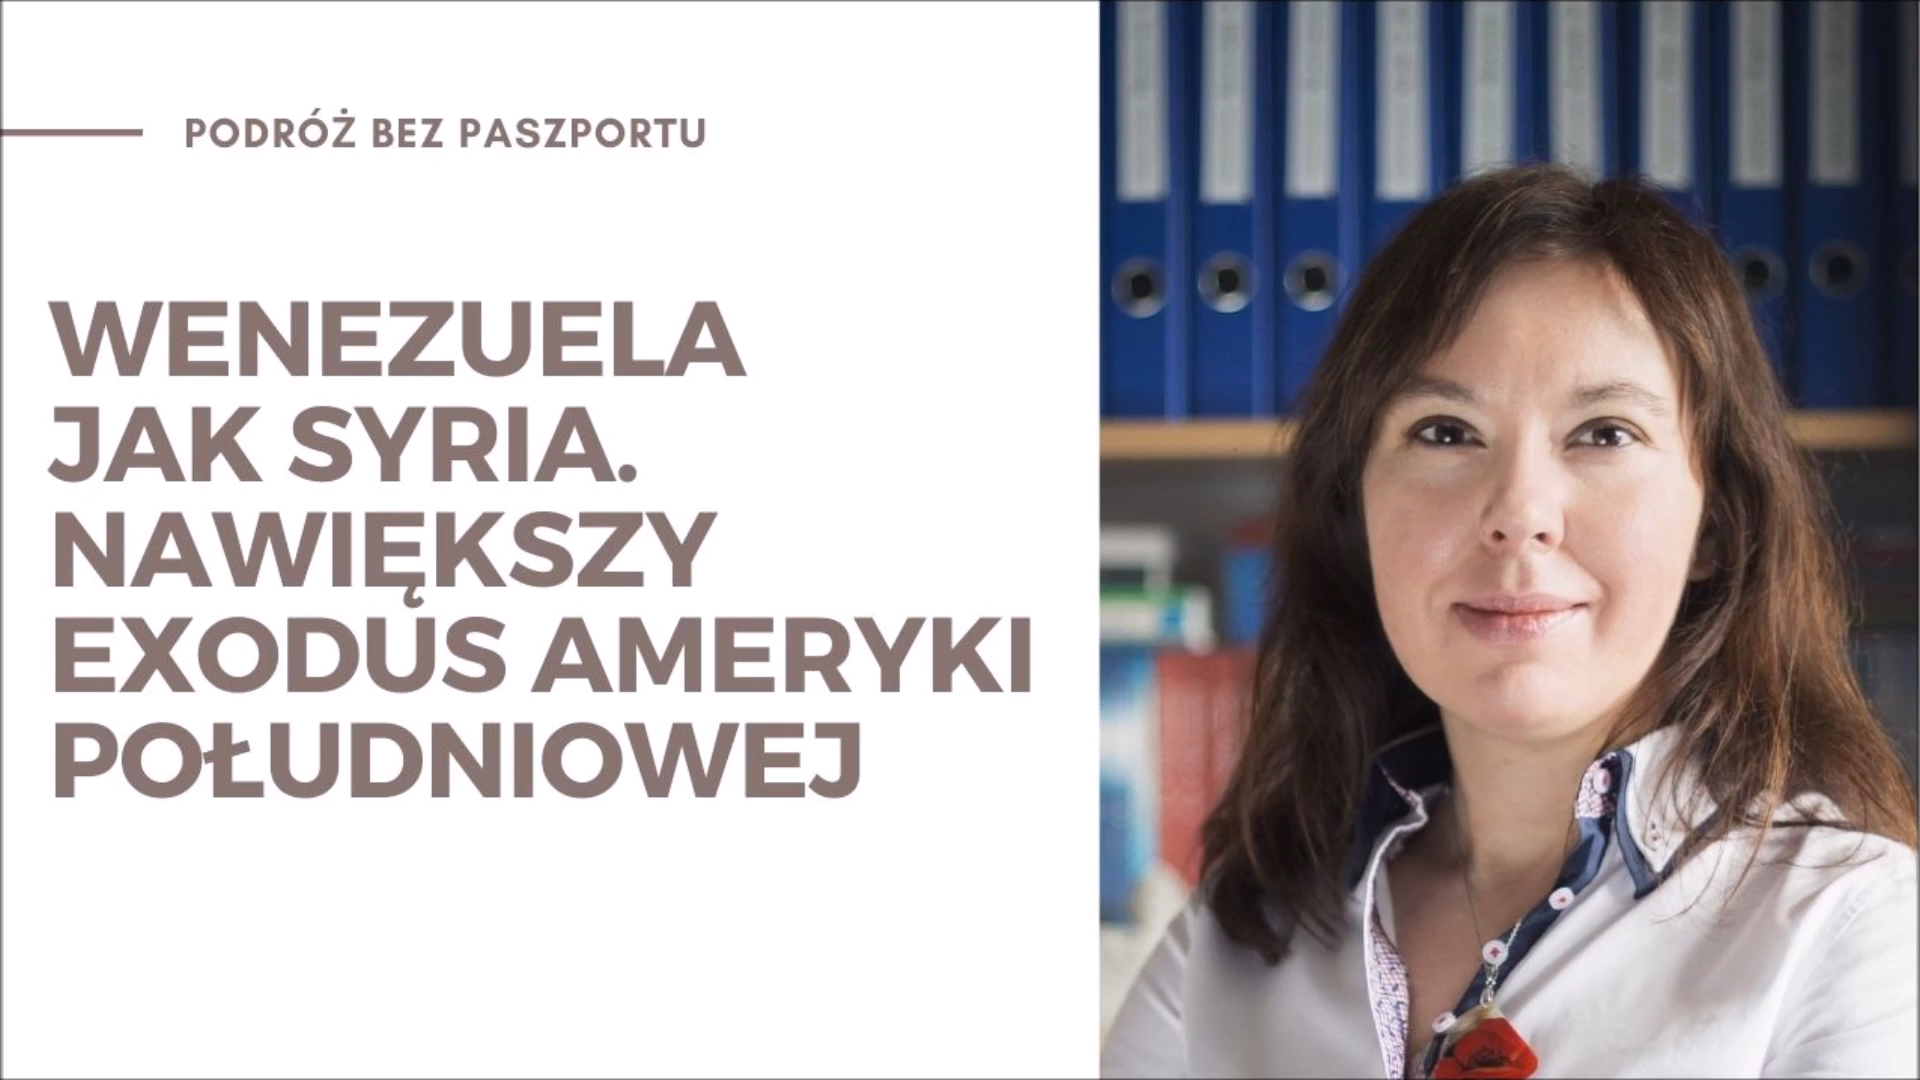 PODRÓŻ BEZ PASZPORTU
WENEZUELA
JAK SYRIA.
NAWIĘKSZY
EXODUS AMERYKI
POŁUDNIOWEJ